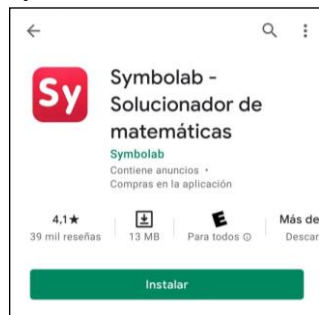 Sy
Symbolab -
Solucionador de
matemáticas
Symbolab
Contiene anuncios •
Compras en la aplicación
4,1★
39 mil reseñas
13 MB
E
Para todos ⓘ
Más de
Descar
Instalar